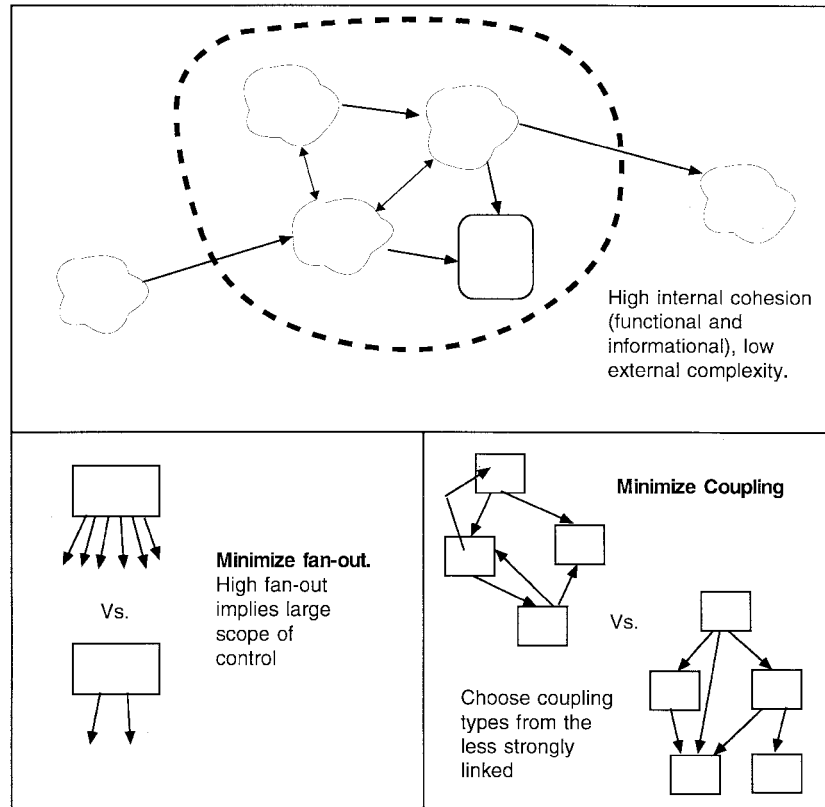 High internal cohesion
(functional and
informational), low
external complexity.
Minimize fan-out.
High fan-out
implies large
scope of
control
Vs.
Minimize Coupling
Vs.
Choose coupling
types from the
less strongly
linked